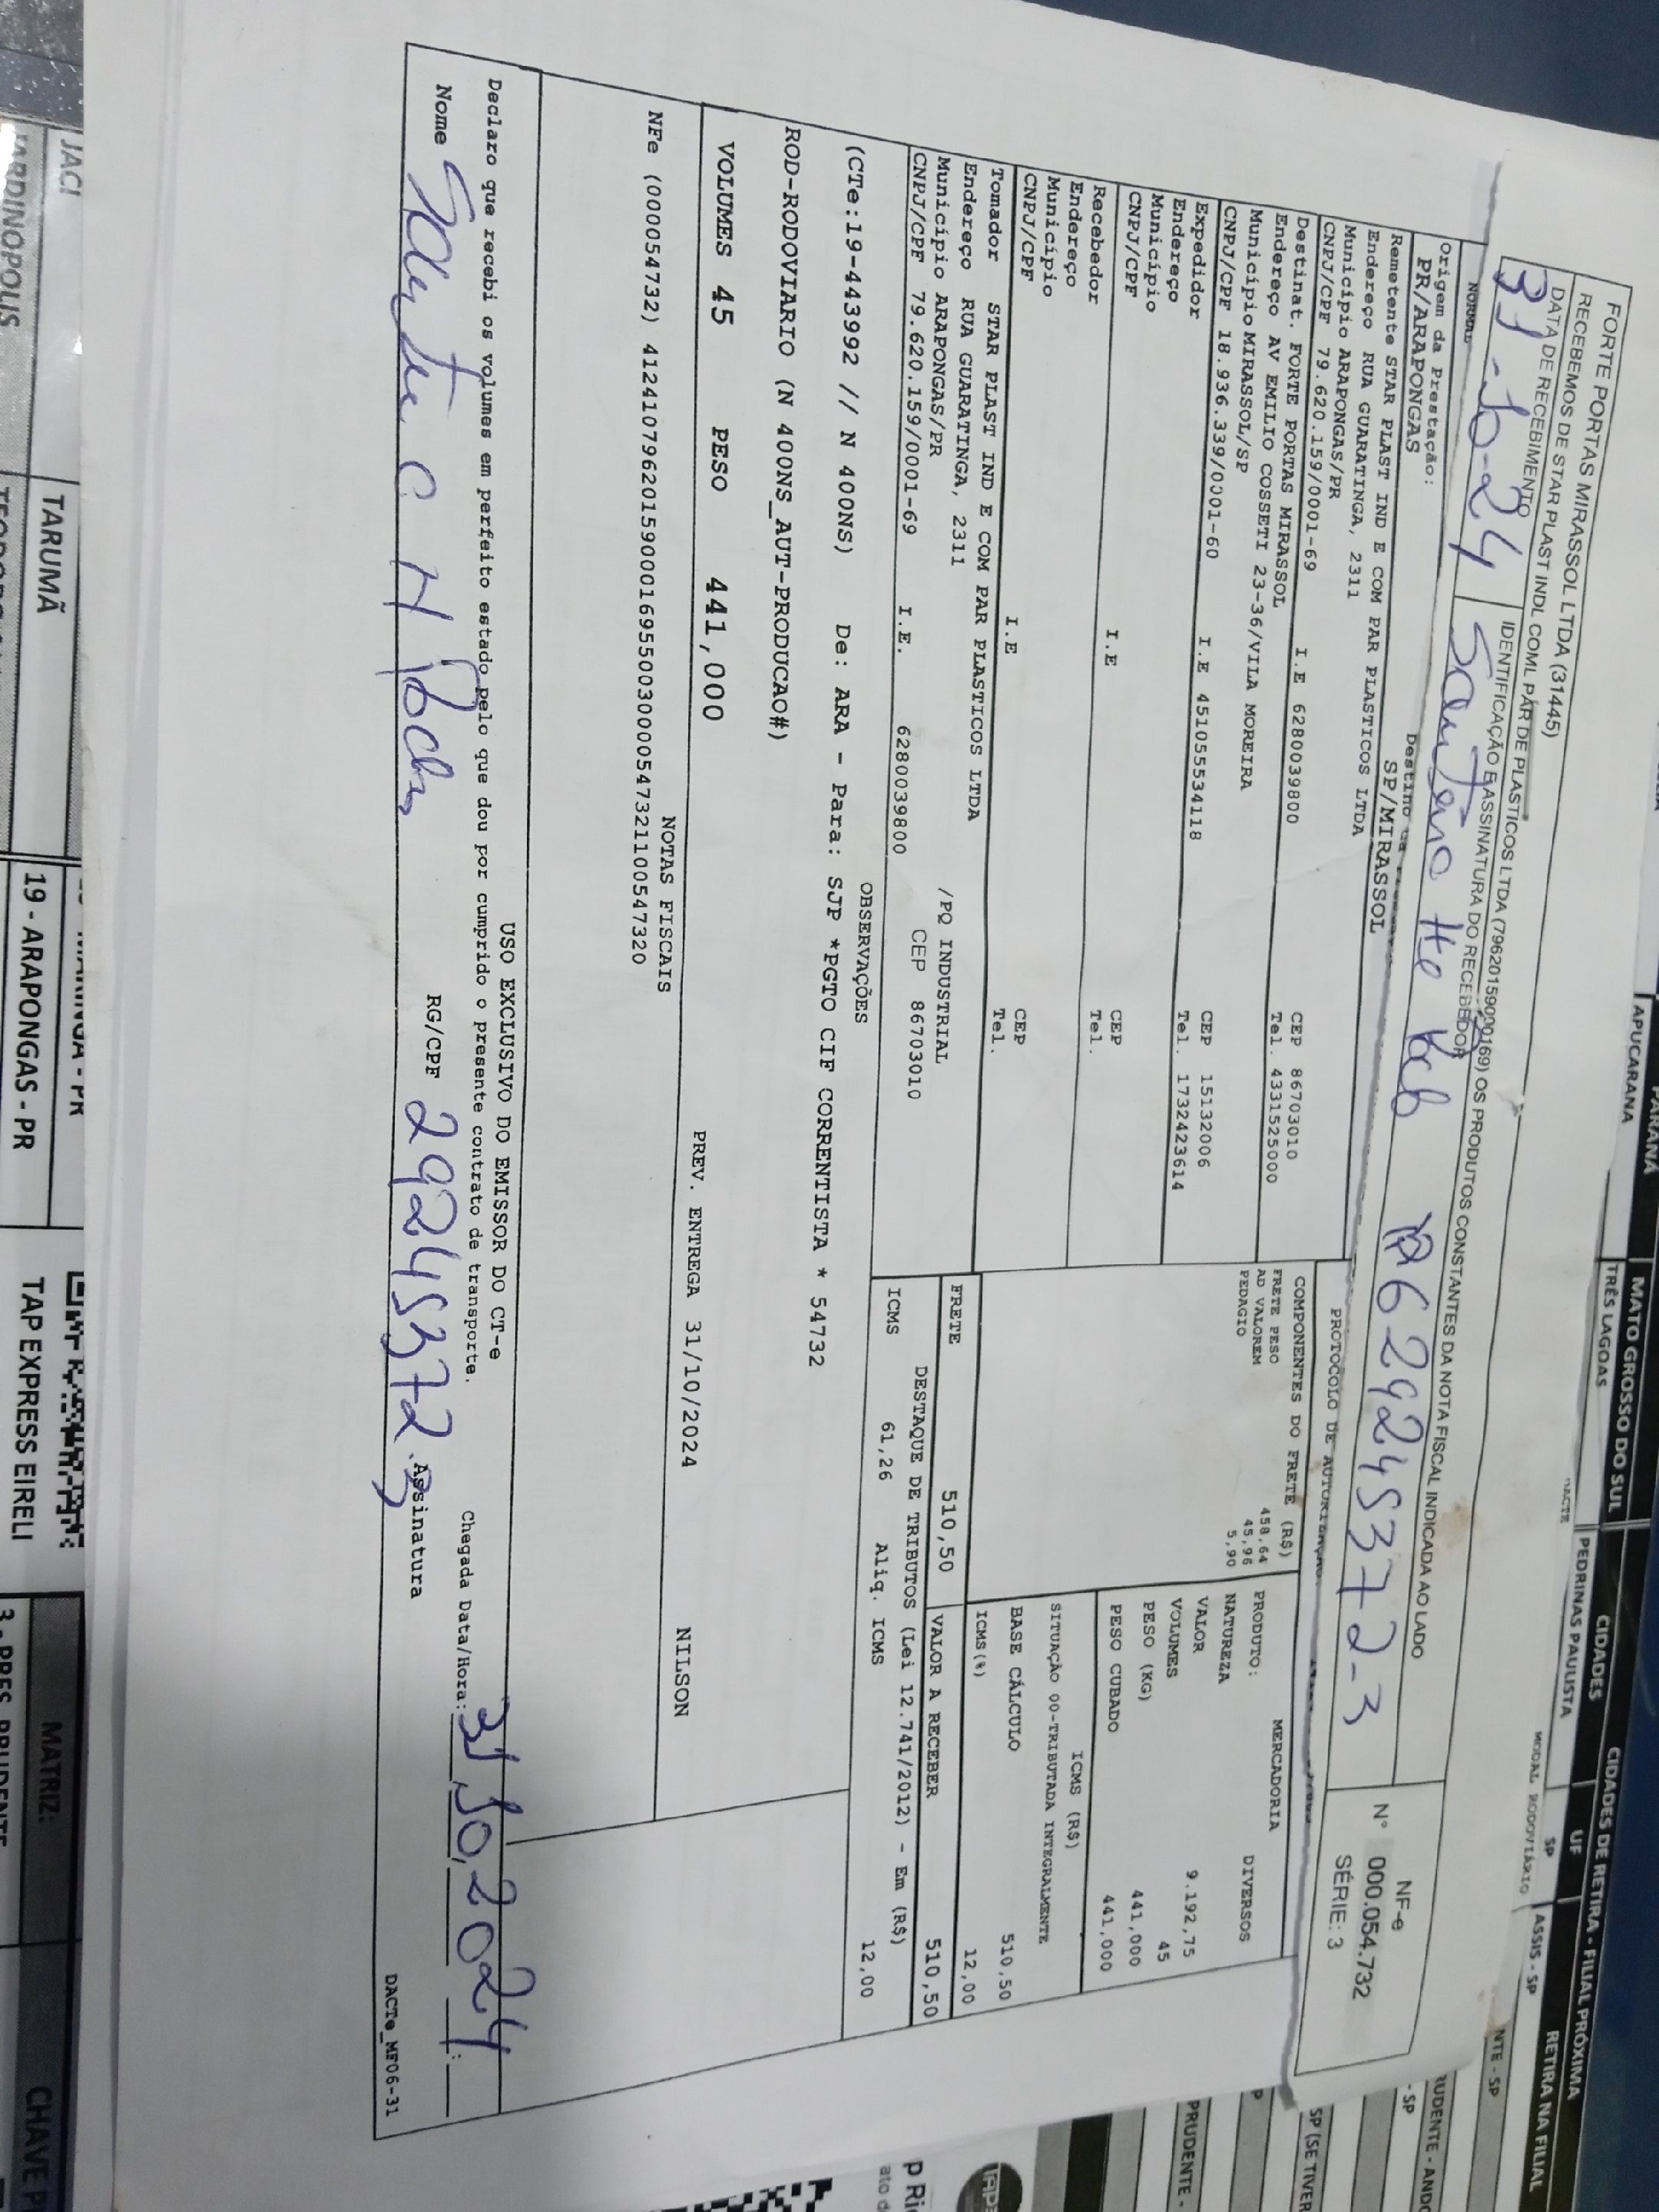 FORTE PORTAS MIRASSOL LTDA (31445)
RECEBEMOS DE STAR PLAST INDL COML PAR DE PLASTICOS LTDA (79620159000169) OS PRODUTOS CONSTANTES DA NOTA FISCAL INDICADA AO LADO
DATA DE RECEBIMENTO
IDENTIFICAÇÃO E ASSINATURA DO RECEBEDOR
31-10-24
29245372-3
NF-e
N° 000.054.732
SÉRIE: 3
DACTE
MODAL RODOVIÁRIO
NORMAL
Origem da Prestação:
PR/ARAPONGAS
SP/MIRASSOL
PROTOCOLO DE AUTORIZAÇÃO
Remetente STAR PLAST IND E COM PAR PLASTICOS LTDA
Endereço RUA GUARATINGA, 2311
Município ARAPONGAS/PR
CEP 86703010
CNPJ/CPF 79.620.159/0001-69 I.E 6280039800
Tel. 4331525000
Destinat. FORTE PORTAS MIRASSOL
Endereço AV EMILIO COSSETI 23-36/VILA MOREIRA
Município MIRASSOL/SP
CEP 15132006
CNPJ/CPF 18.936.339/0001-60 I.E 451055534118
Tel. 1732423614
Expedidor
Endereço
Município
CEP
CNPJ/CPF I.E
Tel.
Recebedor
Endereço
Município
CEP
CNPJ/CPF I.E
Tel.
Tomador STAR PLAST IND E COM PAR PLASTICOS LTDA
Endereço RUA GUARATINGA, 2311 /PQ INDUSTRIAL
Município ARAPONGAS/PR CEP 86703010
CNPJ/CPF 79.620.159/0001-69 I.E. 6280039800
COMPONENTES DO FRETE (R$)
FRETE PESO 458,64
AD VALOREM 45,96
PEDAGIO 5,90
MERCADORIA
PRODUTO: DIVERSOS
NATUREZA
VALOR 9.192,75
VOLUMES 45
PESO (KG) 441,000
PESO CUBADO 441,000
ICMS (R$)
SITUAÇÃO 00-TRIBUTADA INTEGRALMENTE
BASE CÁLCULO 510,50
ICMS(%) 12,00
FRETE 510,50
VALOR A RECEBER 510,50
DESTAQUE DE TRIBUTOS (Lei 12.741/2012) - Em (R$)
ICMS 61,26 Aliq. ICMS 12,00
OBSERVAÇÕES
(CTe:19-443992 // N 400NS) De: ARA - Para: SJP *PGTO CIF CORRENTISTA * 54732
ROD-RODOVIARIO (N 400NS_AUT-PRODUCAO#)
VOLUMES 45 PESO 441,000 PREV. ENTREGA 31/10/2024 NILSON
NOTAS FISCAIS
NFe (000054732) 41241079620159000169550030000547321100547320
USO EXCLUSIVO DO EMISSOR DO CT-e
Declaro que recebi os volumes em perfeito estado pelo que dou por cumprido o presente contrato de transporte.
Chegada Data/Hora: 31,10,2024
Nome
RG/CPF 29245372.3
Assinatura
DACTe_MF06-31
JACI
TARUMÃ
19 - ARAPONGAS - PR
TAP EXPRESS EIRELI
MATRIZ:
PARANÁ
APUCARANA
MATO GROSSO DO SUL
TRÊS LAGOAS
CIDADES
PEDRINAS PAULISTA
CIDADES DE RETIRA - FILIAL PRÓXIMA
UF
SP
RETIRA NA FILIAL
ASSIS - SP